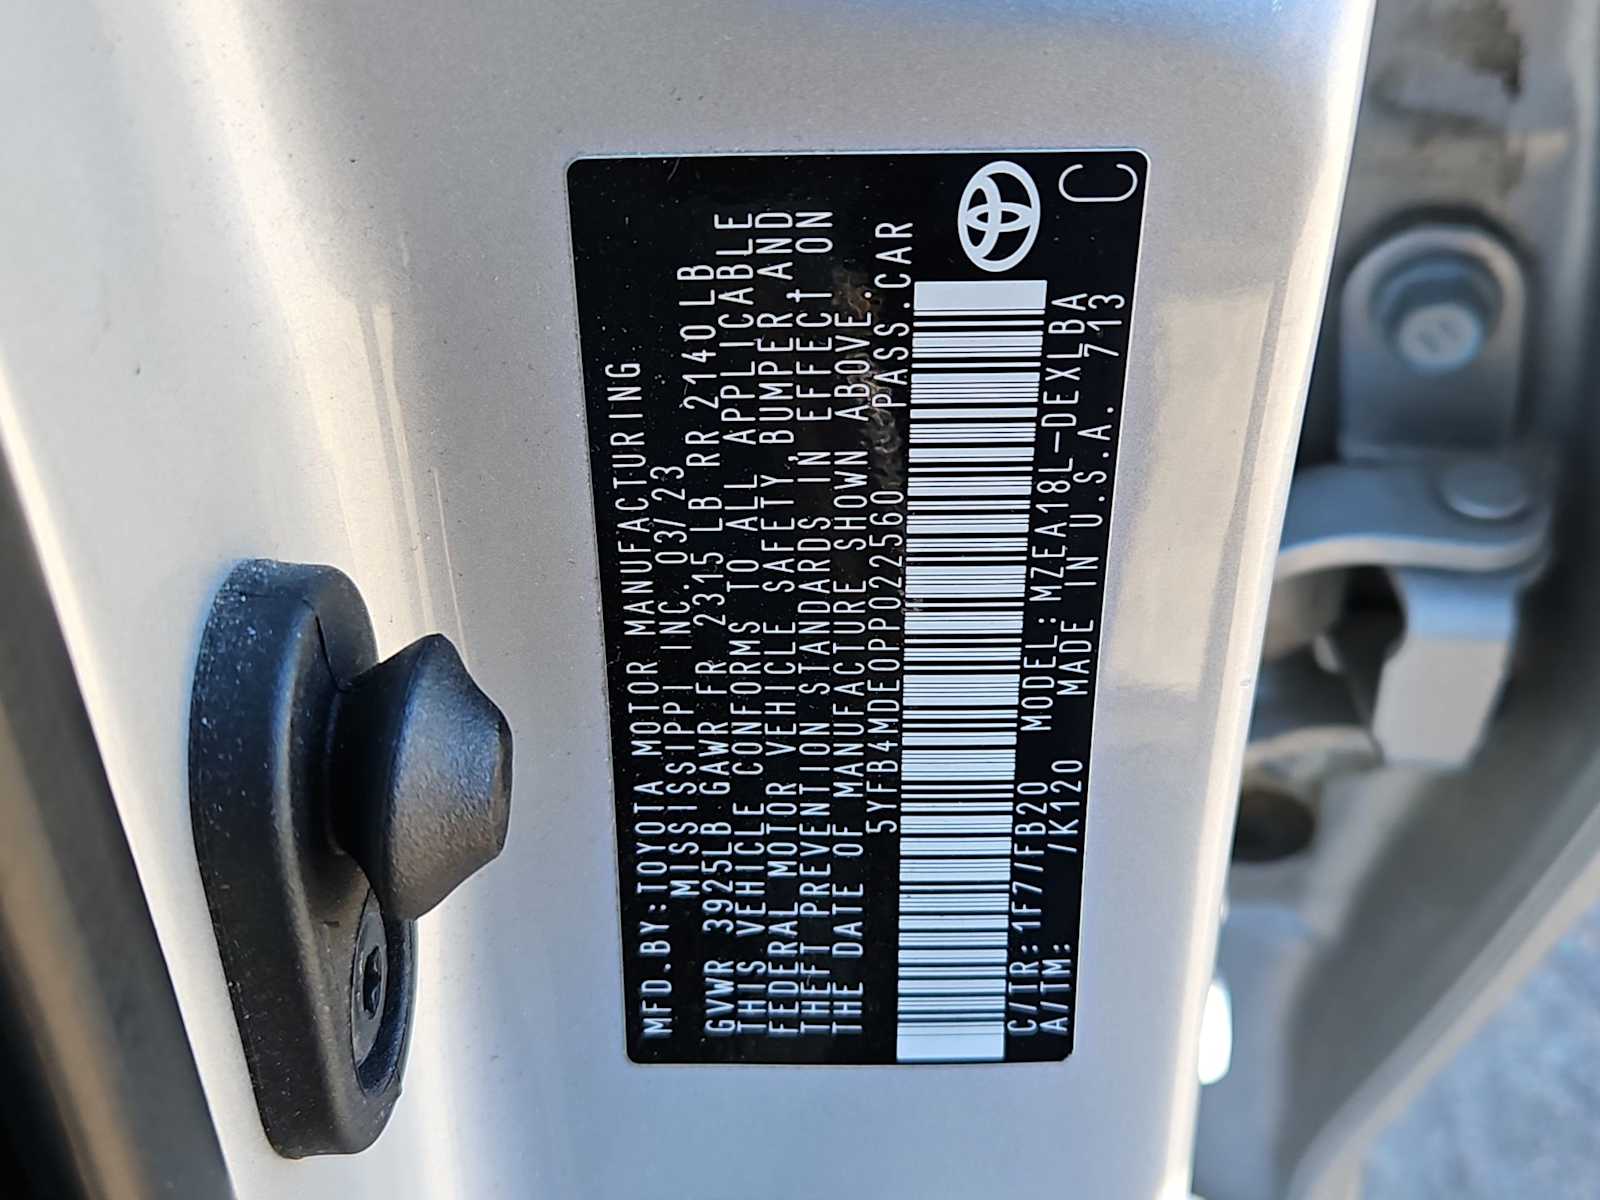 MFD.BY:TOYOTA MOTOR MANUFACTURING
MISSISSIPPI INC. 03/23
GVWR 3925LB GAWR FR 2315 LB RR 2140 LB
THIS VEHICLE CONFORMS TO ALL APPLICABLE
FEDERAL MOTOR VEHICLE SAFETY, BUMPER, AND
THEFT PREVENTION STANDARDS IN EFFECT ON
THE DATE OF MANUFACTURE SHOWN ABOVE.
5YFB4MDE0PP022560 PASS.CAR
C/TR: 1F7/FB20 MODEL: MZEA18L-DEXLBA
A/TM: /K120 MADE IN U.S.A. 713
C